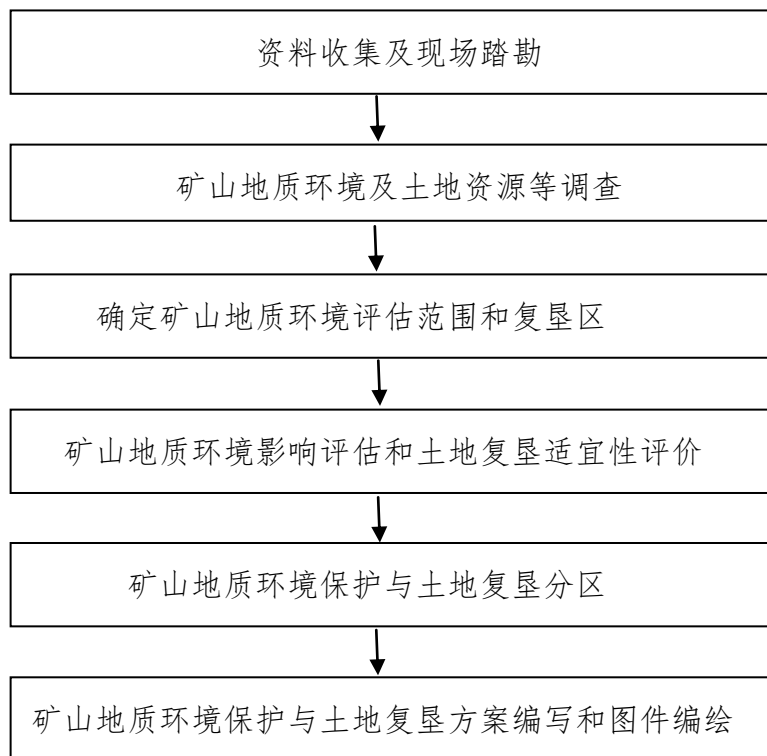 资料收集及现场踏勘
矿山地质环境及土地资源等调查
确定矿山地质环境评估范围和复垦区
矿山地质环境影响评估和土地复垦适宜性评价
矿山地质环境保护与土地复垦分区
矿山地质环境保护与土地复垦方案编写和图件编绘